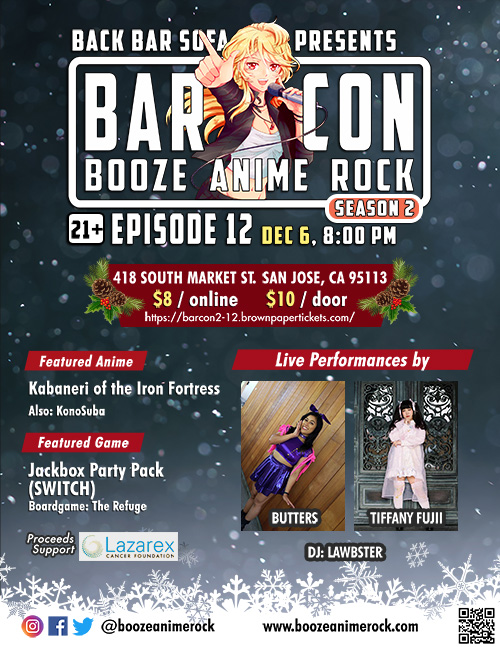 BACK BAR SOFA PRESENTS
BAR CON
BOOZE ANIME ROCK
SEASON 2
21+ EPISODE 12 DEC 6, 8:00 PM
418 SOUTH MARKET ST. SAN JOSE, CA 95113
$8 / online $10 / door
https://barcon2-12.brownpapertickets.com/
Featured Anime
Kabaneri of the Iron Fortress
Also: KonoSuba
Featured Game
Jackbox Party Pack
(SWITCH)
Boardgame: The Refuge
Proceeds
Support
Lazarex
CANCER FOUNDATION
Live Performances by
BUTTERS
TIFFANY FUJII
DJ: LAWBSTER
@boozeanimerock
www.boozeanimerock.com